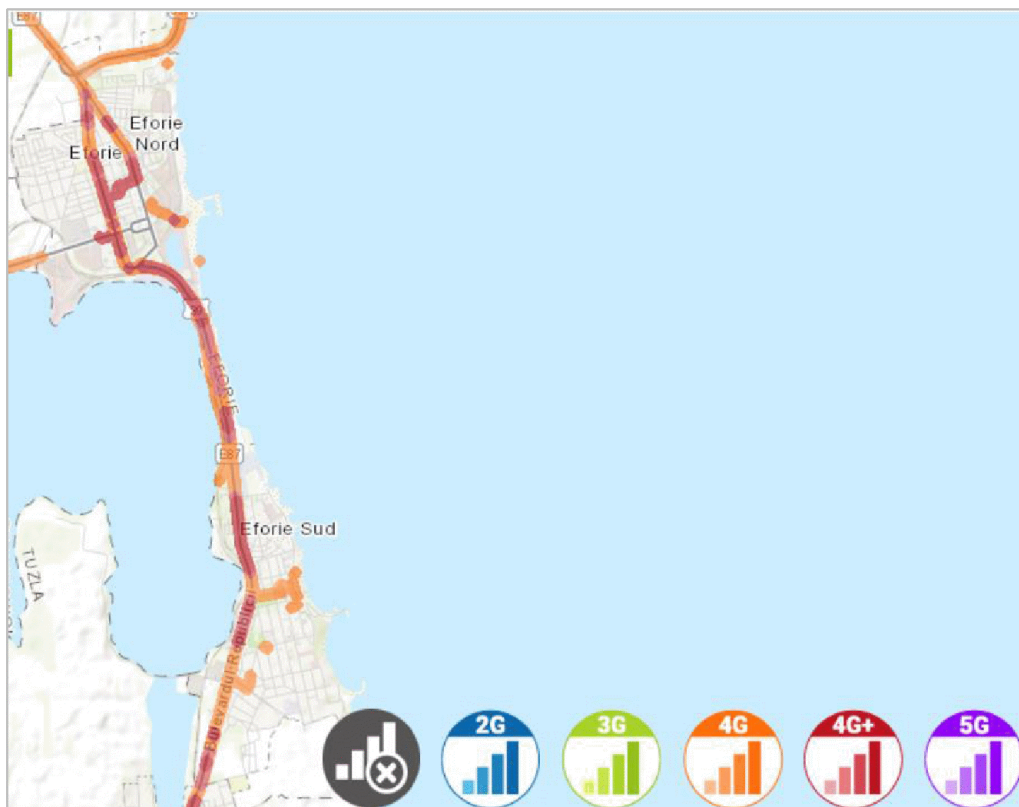 E87
Eforie
Nord
Eforie
EFORIE
E87
Eforie Sud
TUZLA
Bulevardul Republicii
2G
3G
4G
4G+
5G